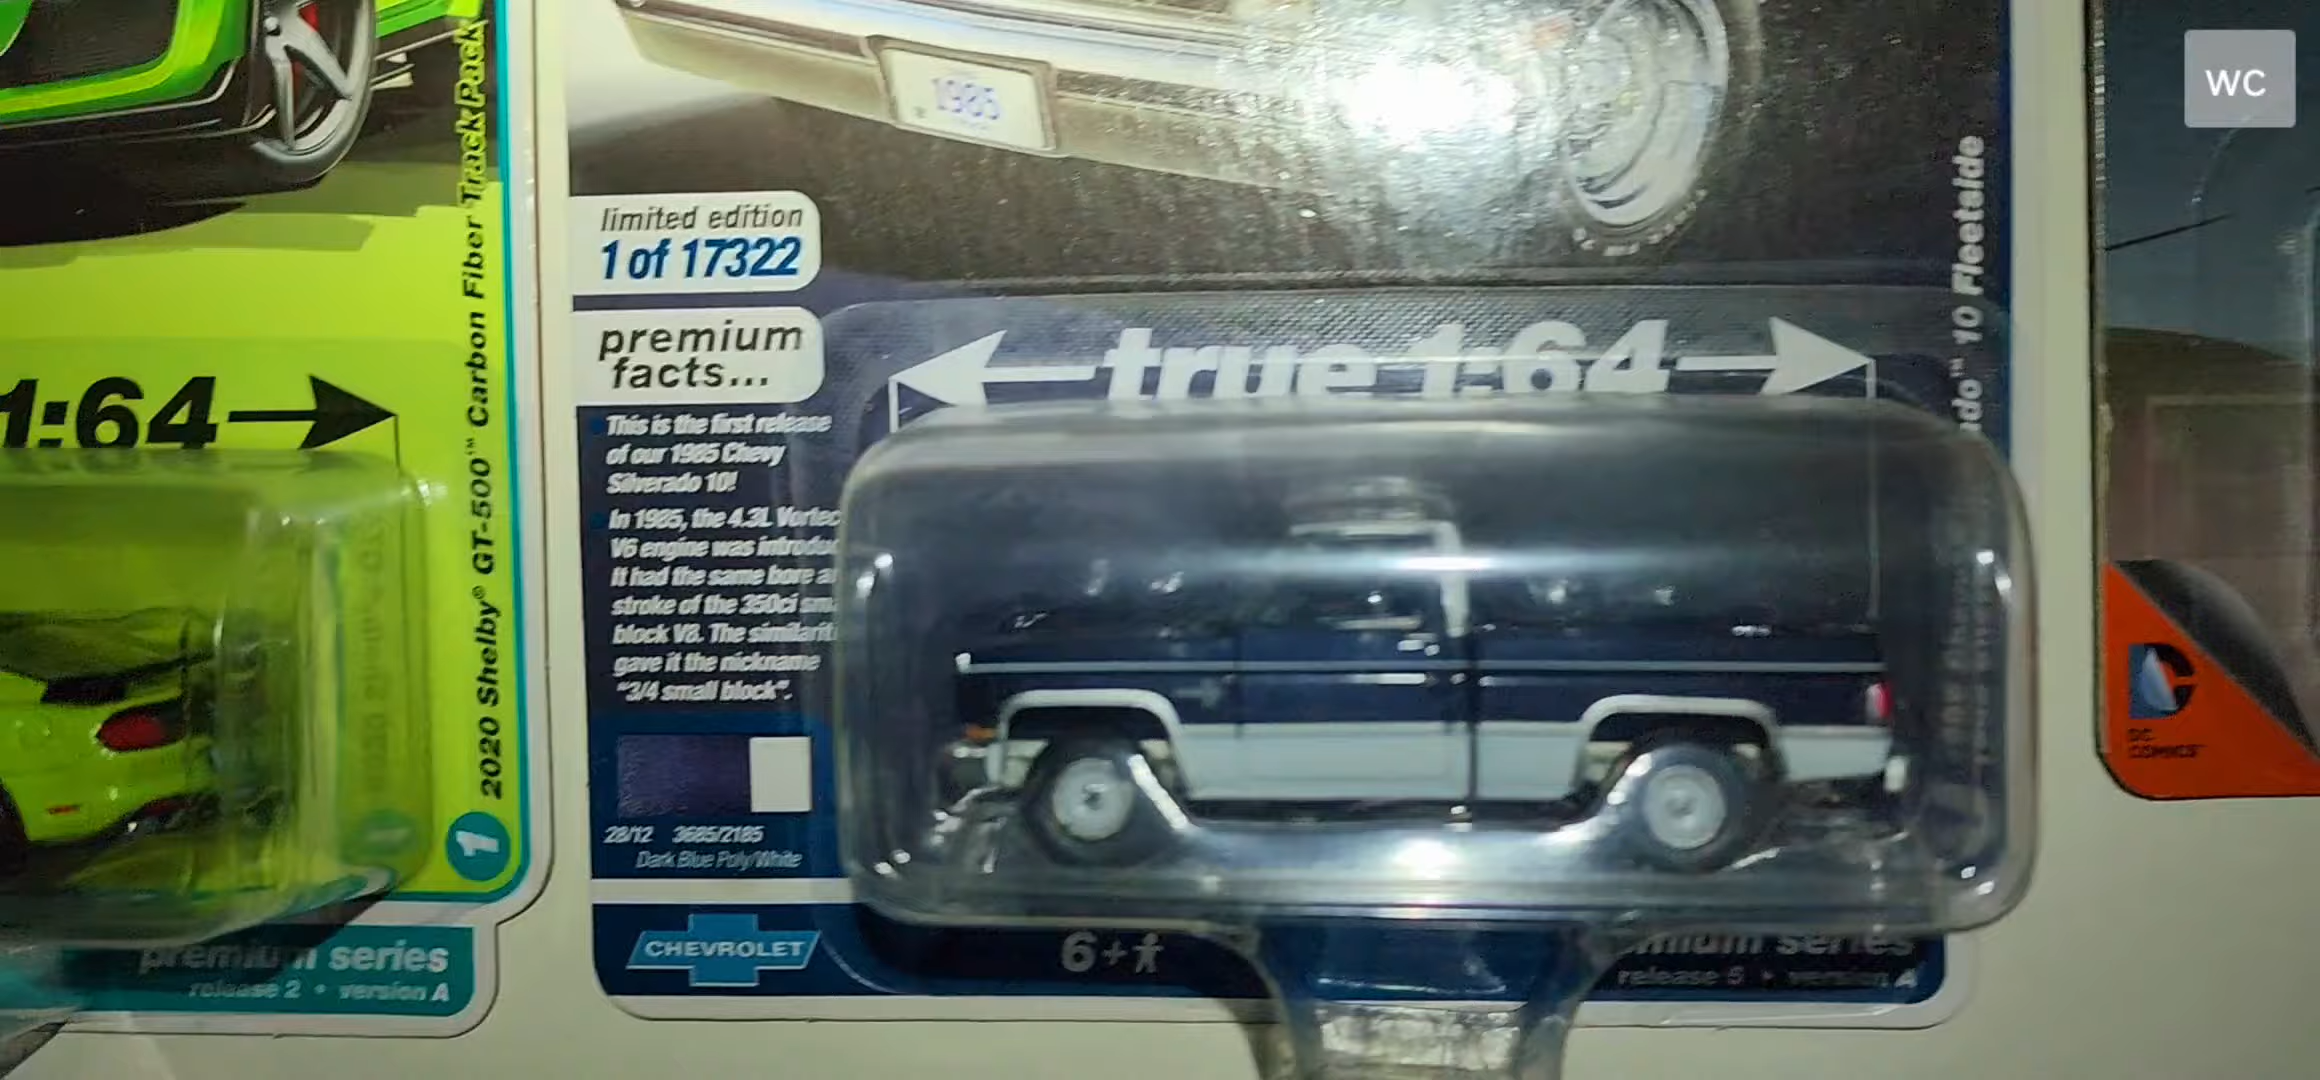 WC
1985
2020 Shelby® GT-500™ Carbon Fiber Track Pack
1:64
1
premium series
release 2 • version A
limited edition
1 of 17322
premium
facts...
This is the first release
of our 1985 Chevy
Silverado 10!
In 1985, the 4.3L Vortec
V6 engine was
It had the same bore
stroke of the 350ci
block V8. The
gave it the nickname
"3/4 small block".
28/12 3685/2185
Dark Blue Poly/White
CHEVROLET
true 1:64
10 Fleetside
6+
series
release 5 • version A
DC
COMICS™